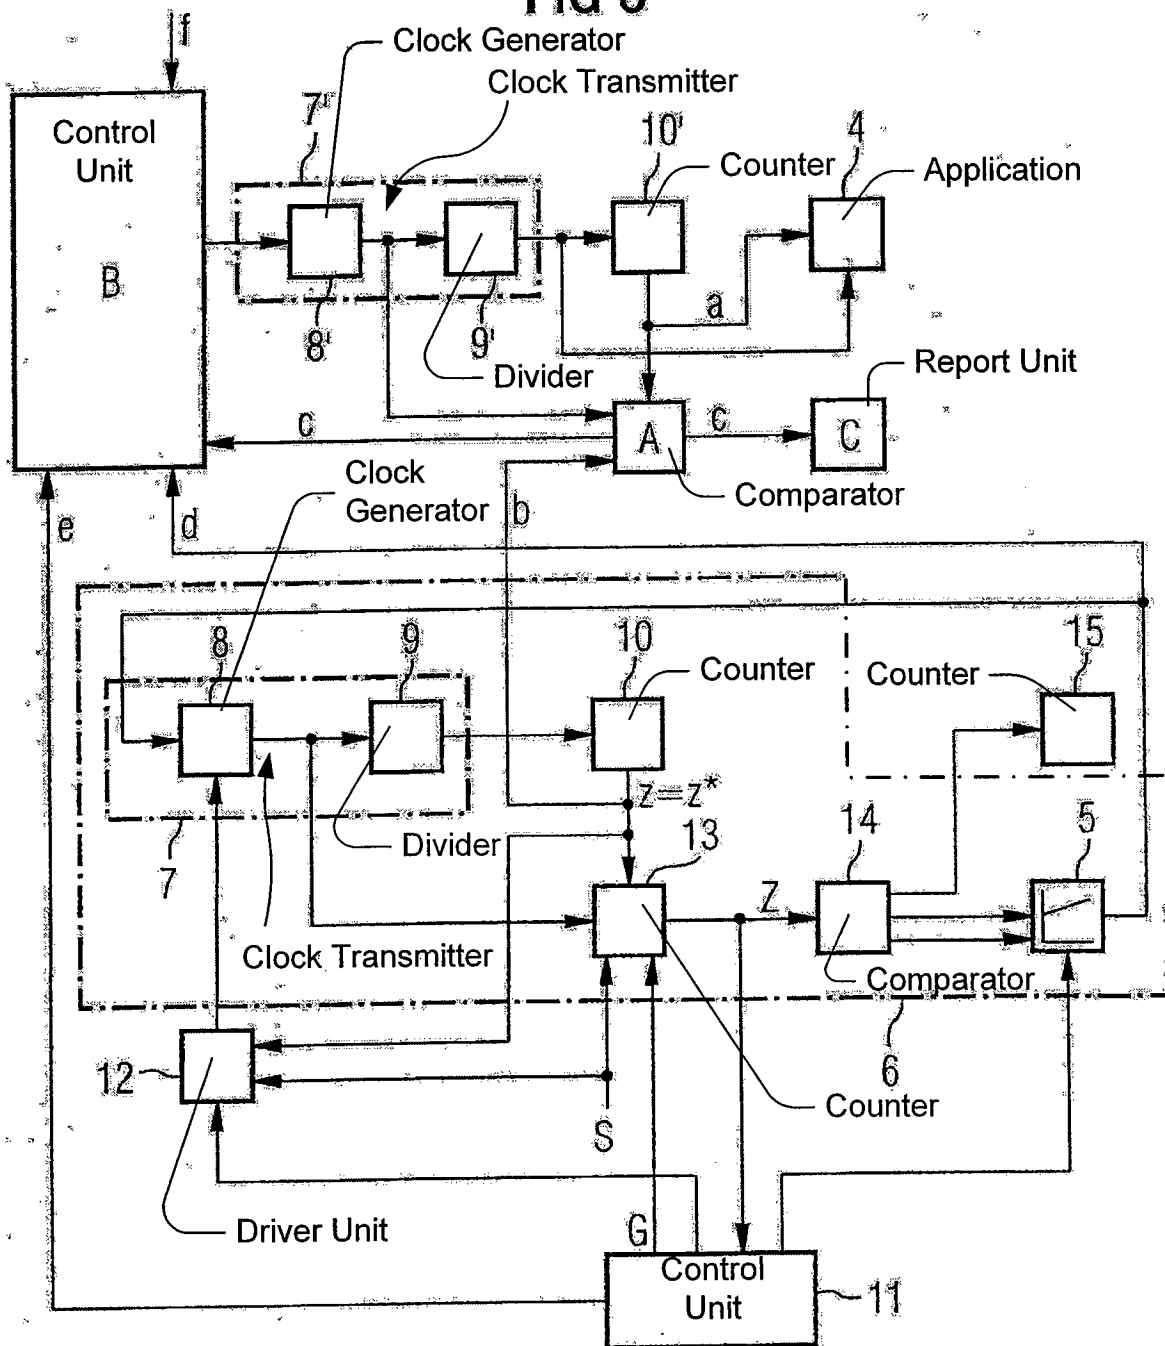 f
Clock Generator
Clock Transmitter
Control
Unit
7'
10'
4
Counter
Application
B
8'
9'
a
Divider
Report Unit
c
A
c
C
Clock
Generator
Comparator
e
d
b
8
9
10
15
Counter
Counter
z=z*
7
Divider
13
14
5
Z
Clock Transmitter
Comparator
12
6
Counter
S
Driver Unit
G
Control
Unit
11